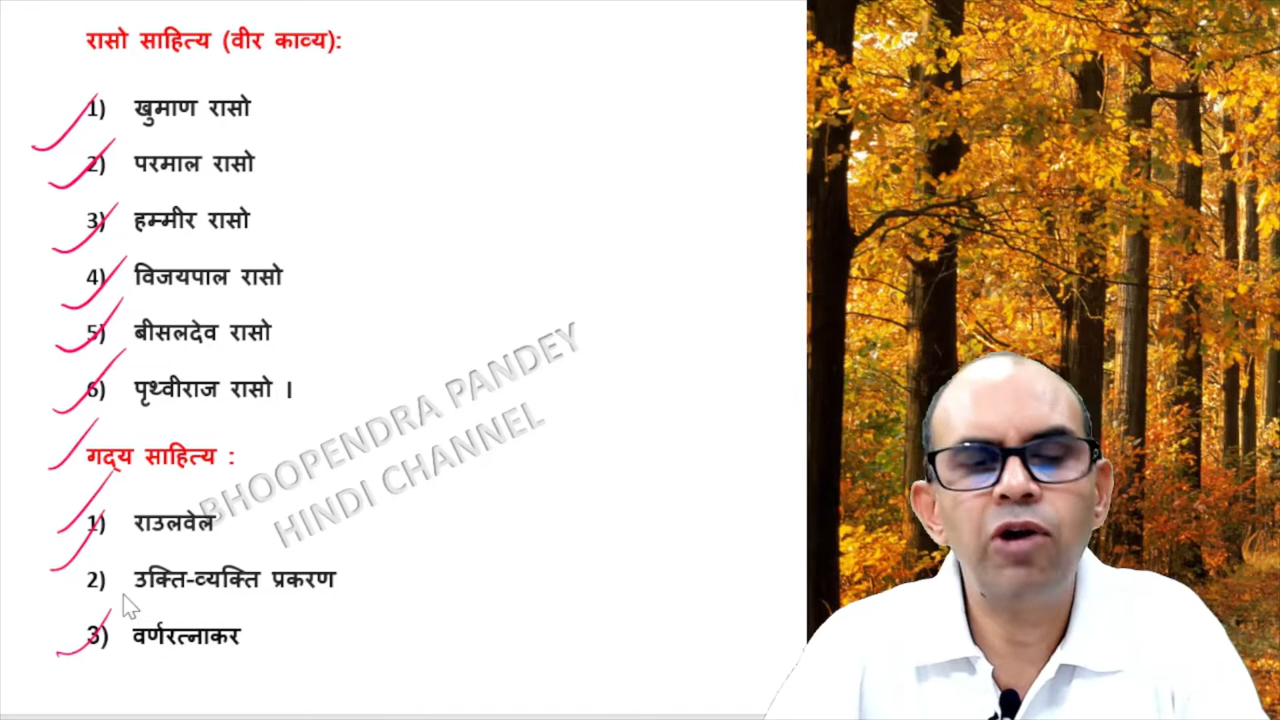 रासो साहित्य (वीर काव्य):
1) खुमाण रासो
2) परमाल रासो
3) हम्मीर रासो
4) विजयपाल रासो
5) बीसलदेव रासो
6) पृथ्वीराज रासो ।
गद्य साहित्य :
1) राउलवेल
2) उक्ति-व्यक्ति प्रकरण
3) वर्णरत्नाकर
BHOOPENDRA PANDEY
HINDI CHANNEL